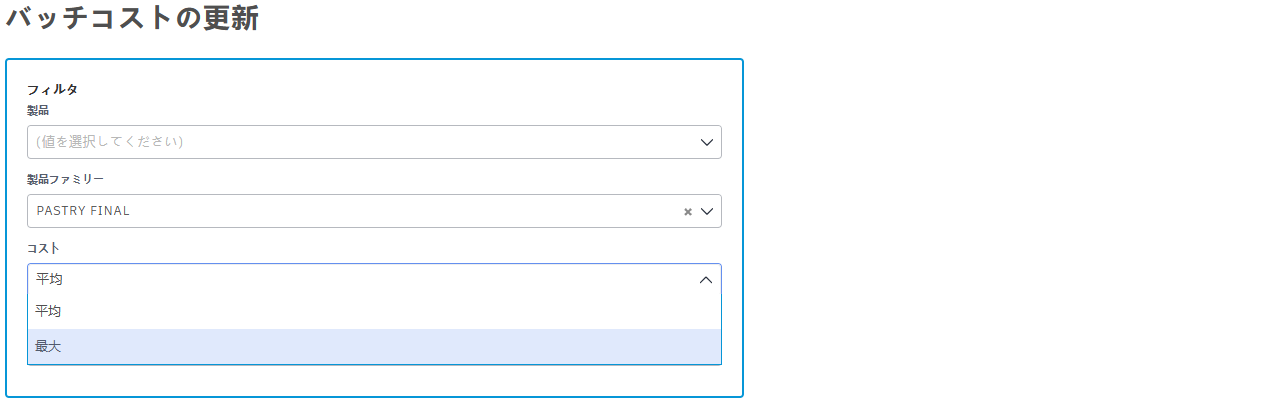 バッチコストの更新
フィルタ
製品
(値を選択してください)
製品ファミリー
PASTRY FINAL
コスト
平均
平均
最大